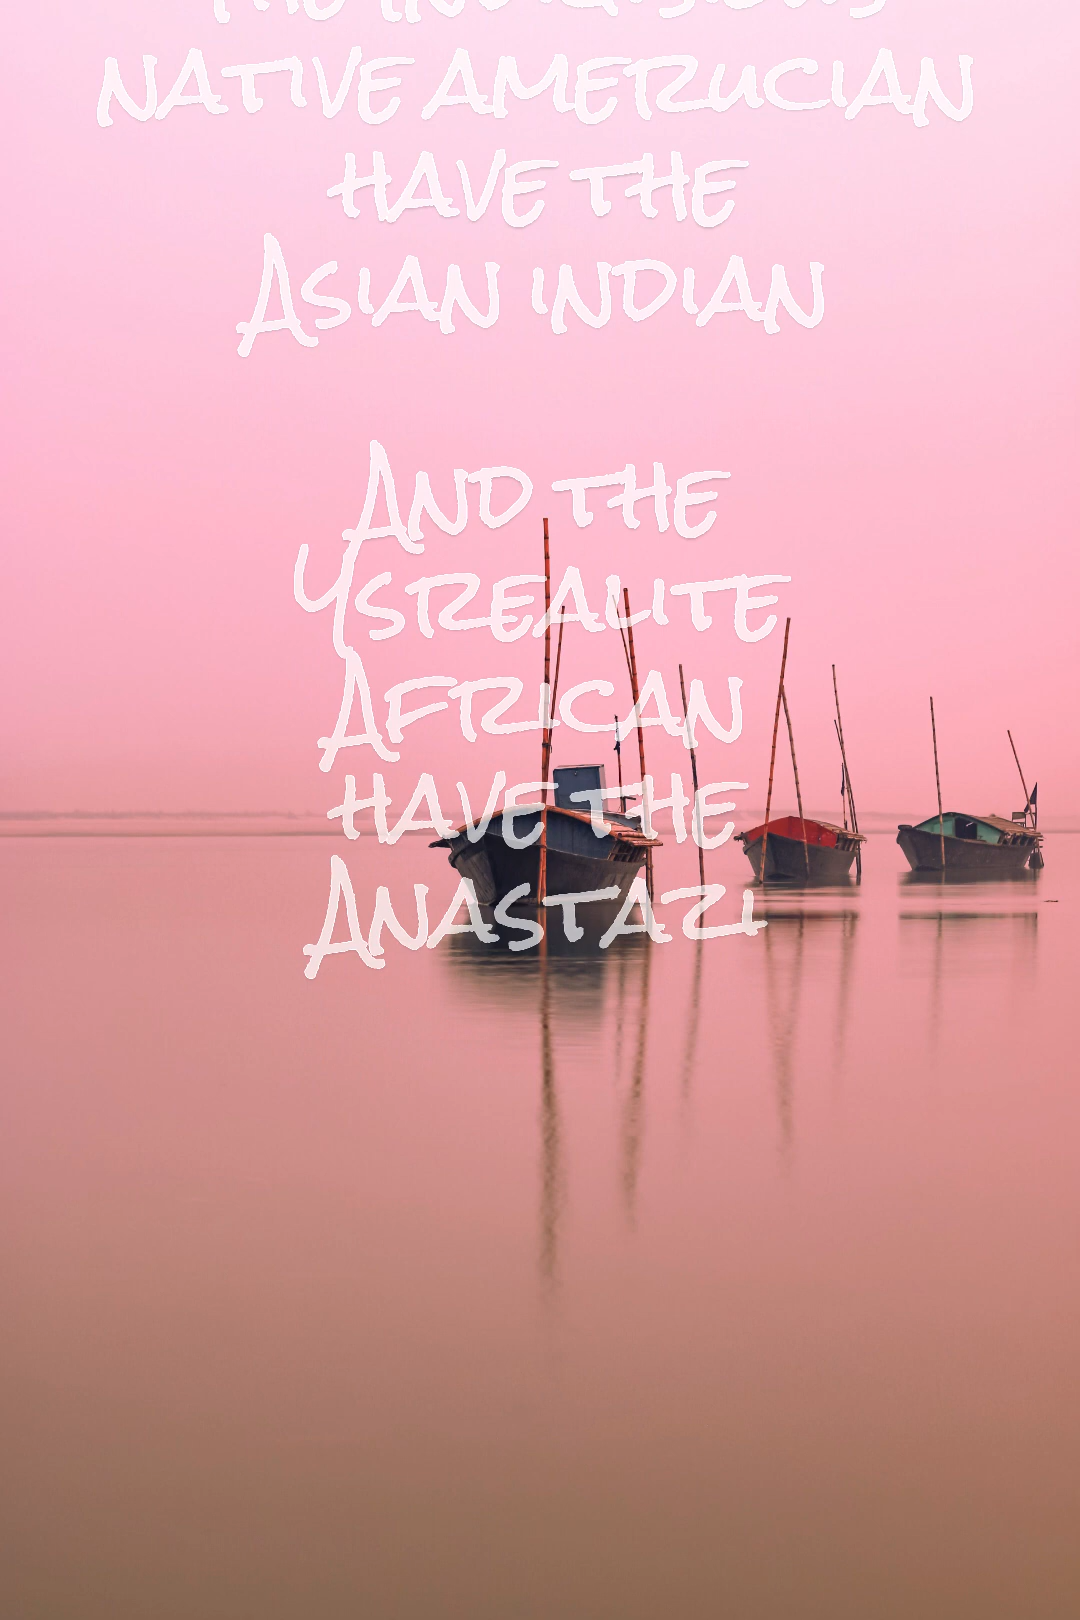 native amerucian
have the
Asian indian
And the
Ysrealite
African
have the
Anastazi